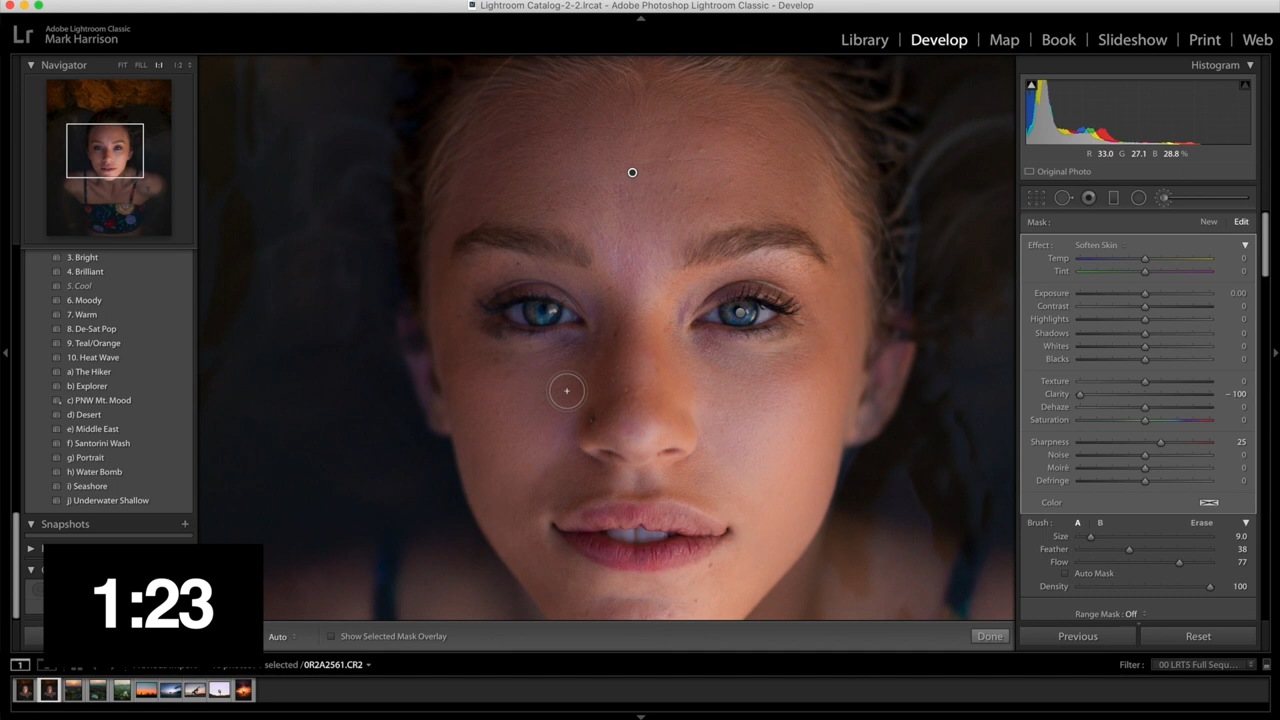 Lightroom Catalog-2-2.lrcat - Adobe Photoshop Lightroom Classic - Develop
Lr
Adobe Lightroom Classic
Mark Harrison
Library | Develop | Map | Book | Slideshow | Print | Web
Navigator FIT FILL 1:1 1:2
3. Bright
4. Brilliant
5. Cool
6. Moody
7. Warm
8. De-Sat Pop
9. Teal/Orange
10. Heat Wave
a) The Hiker
b) Explorer
c) PNW Mt. Mood
d) Desert
e) Middle East
f) Santorini Wash
g) Portrait
h) Water Bomb
i) Seashore
j) Underwater Shallow
Snapshots +
1:23
Histogram
R 33.0 G 27.1 B 28.8 %
Original Photo
Mask : New Edit
Effect : Soften Skin
Temp 0
Tint 0
Exposure 0.00
Contrast 0
Highlights 0
Shadows 0
Whites 0
Blacks 0
Texture 0
Clarity – 100
Dehaze 0
Saturation 0
Sharpness 25
Noise 0
Moiré 0
Defringe 0
Color
Brush : A B Erase
Size 9.0
Feather 38
Flow 77
Auto Mask
Density 100
Range Mask : Off
Auto Show Selected Mask Overlay Done
Previous Reset
1 selected /0R2A2561.CR2 Filter : 00 LRT5 Full Sequ...